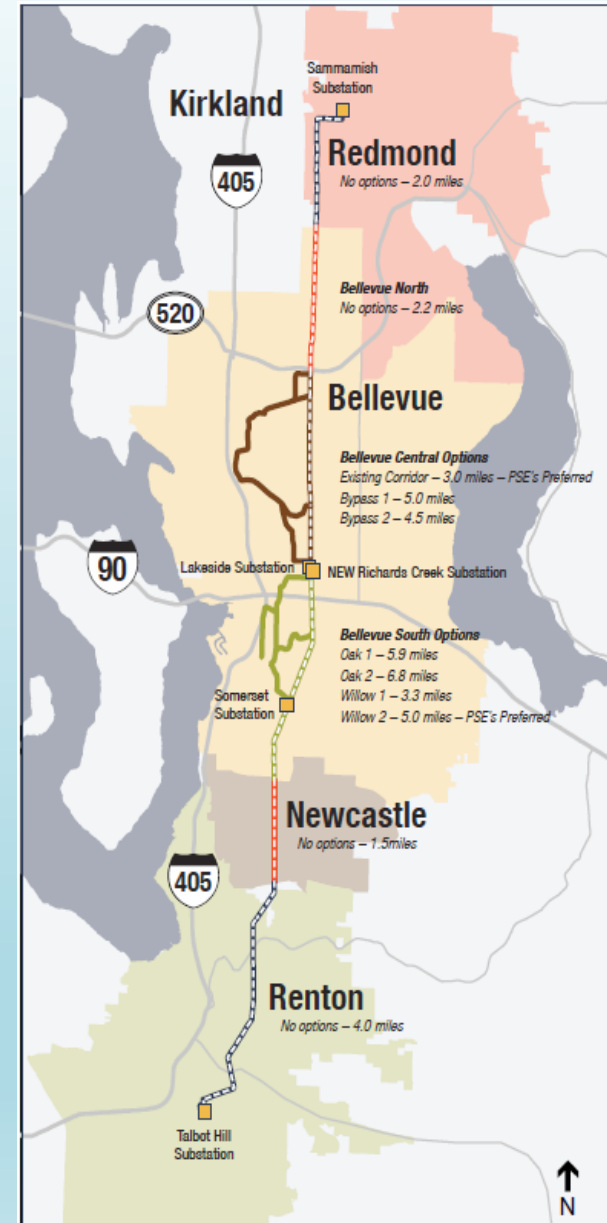 Sammamish
Substation
Kirkland
Redmond
No options – 2.0 miles
405
Bellevue North
No options – 2.2 miles
520
Bellevue
Bellevue Central Options
Existing Corridor – 3.0 miles – PSE's Preferred
Bypass 1 – 5.0 miles
Bypass 2 – 4.5 miles
90
Lakeside Substation
NEW Richards Creek Substation
Bellevue South Options
Oak 1 – 5.9 miles
Oak 2 – 6.8 miles
Willow 1 – 3.3 miles
Willow 2 – 5.0 miles – PSE's Preferred
Somerset
Substation
Newcastle
No options – 1.5miles
405
Renton
No options – 4.0 miles
Talbot Hill
Substation
N